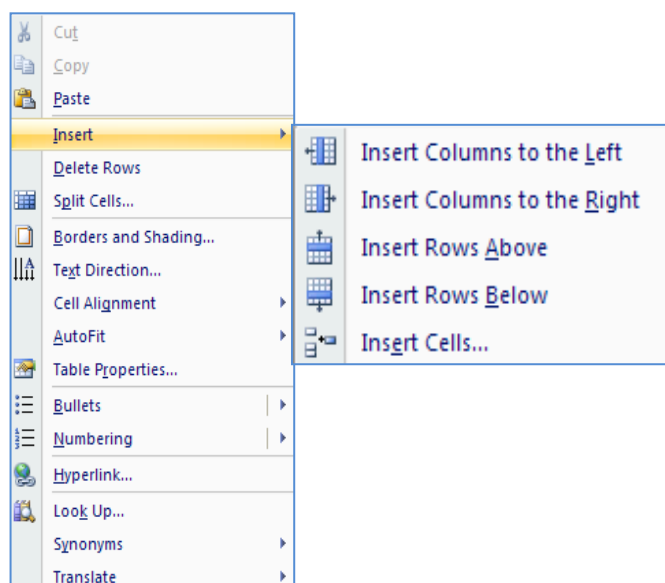 Cut
Copy
Paste
Insert
Delete Rows
Split Cells...
Borders and Shading...
Text Direction...
Cell Alignment
AutoFit
Table Properties...
Bullets
Numbering
Hyperlink...
Look Up...
Synonyms
Translate
Insert Columns to the Left
Insert Columns to the Right
Insert Rows Above
Insert Rows Below
Insert Cells...